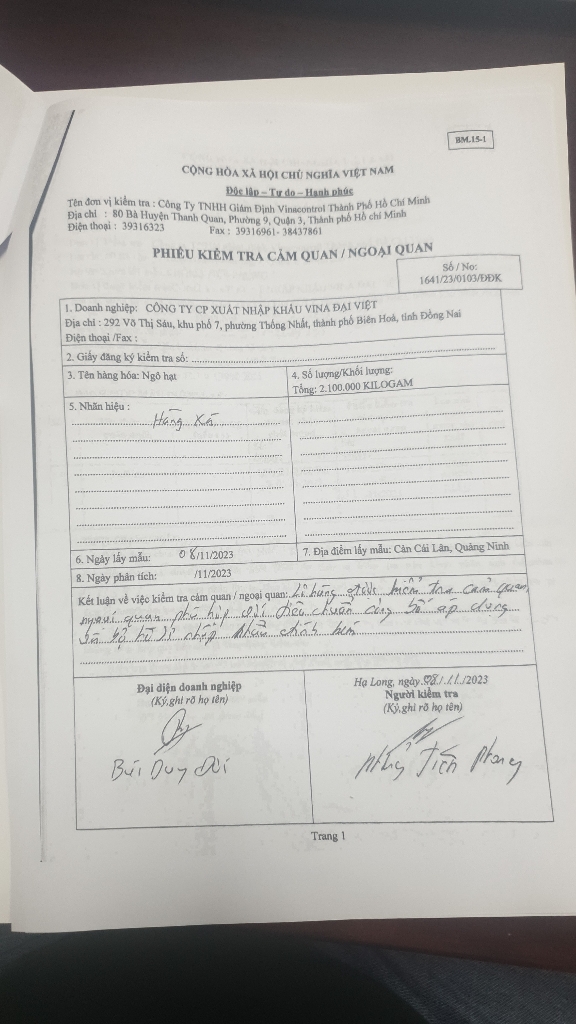 BM.15-1
CỘNG HÒA XÃ HỘI CHỦ NGHĨA VIỆT NAM
Độc lập – Tự do – Hạnh phúc
Tên đơn vị kiểm tra : Công Ty TNHH Giám Định Vinacontrol Thành Phố Hồ Chí Minh
Địa chỉ : 80 Bà Huyện Thanh Quan, Phường 9, Quận 3, Thành phố Hồ chí Minh
Điện thoại : 39316323 Fax : 39316961- 38437861
PHIẾU KIỂM TRA CẢM QUAN / NGOẠI QUAN
Số / No:
1641/23/0103/ĐĐK
1. Doanh nghiệp: CÔNG TY CP XUẤT NHẬP KHẨU VINA ĐẠI VIỆT
Địa chỉ : 292 Võ Thị Sáu, khu phố 7, phường Thống Nhất, thành phố Biên Hoà, tỉnh Đồng Nai
Điện thoại /Fax :
2. Giấy đăng ký kiểm tra số:
3. Tên hàng hóa: Ngô hạt
4. Số lượng/Khối lượng:
Tổng: 2.100.000 KILOGAM
5. Nhãn hiệu :
Hàng Xá
6. Ngày lấy mẫu: 08/11/2023
7. Địa điểm lấy mẫu: Cân Cái Lân, Quảng Ninh
8. Ngày phân tích: /11/2023
Kết luận về việc kiểm tra cảm quan / ngoại quan: Lô hàng được kiểm tra cảm quan,
ngoại quan phù hợp với tiêu chuẩn công bố áp dụng
và bộ hồ sơ nhập khẩu đính kèm
Đại diện doanh nghiệp
(Ký,ghi rõ họ tên)
Bùi Duy
Hạ Long, ngày 08/11/2023
Người kiểm tra
(Ký,ghi rõ họ tên)
Tiến Phong
Trang 1